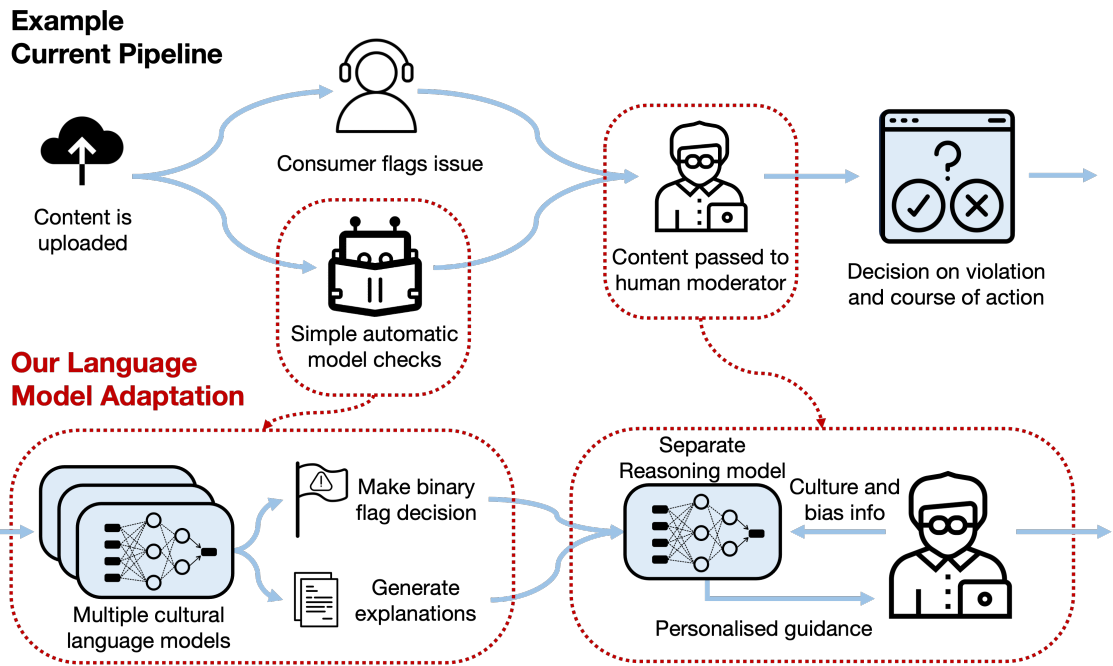 Example
Current Pipeline
Content is
uploaded
Consumer flags issue
Simple automatic
model checks
Content passed to
human moderator
Decision on violation
and course of action
Our Language
Model Adaptation
Multiple cultural
language models
Make binary
flag decision
Generate
explanations
Separate
Reasoning model
Culture and
bias info
Personalised guidance